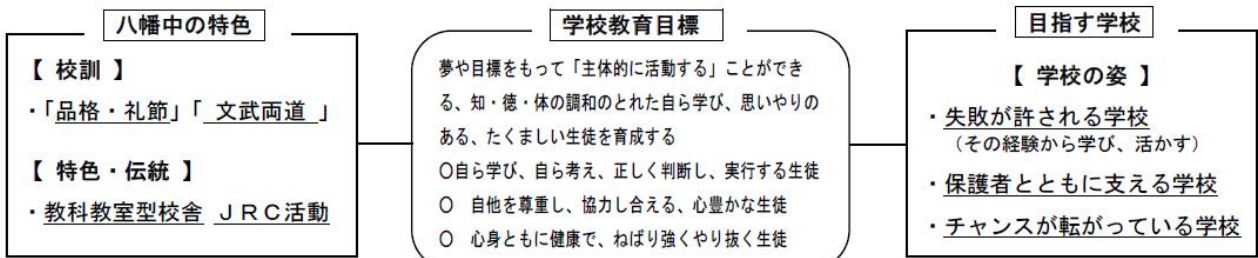 八幡中の特色
【 校訓 】
・「品格・礼節」「 文武両道 」
【 特色・伝統 】
・教科教室型校舎 ＪＲＣ活動
学校教育目標
夢や目標をもって「主体的に活動する」ことができ
る、知・徳・体の調和のとれた自ら学び、思いやりの
ある、たくましい生徒を育成する
○自ら学び、自ら考え、正しく判断し、実行する生徒
○ 自他を尊重し、協力し合える、心豊かな生徒
○ 心身ともに健康で、ねばり強くやり抜く生徒
目指す学校
【 学校の姿 】
・失敗が許される学校
（その経験から学び、活かす）
・保護者とともに支える学校
・チャンスが転がっている学校